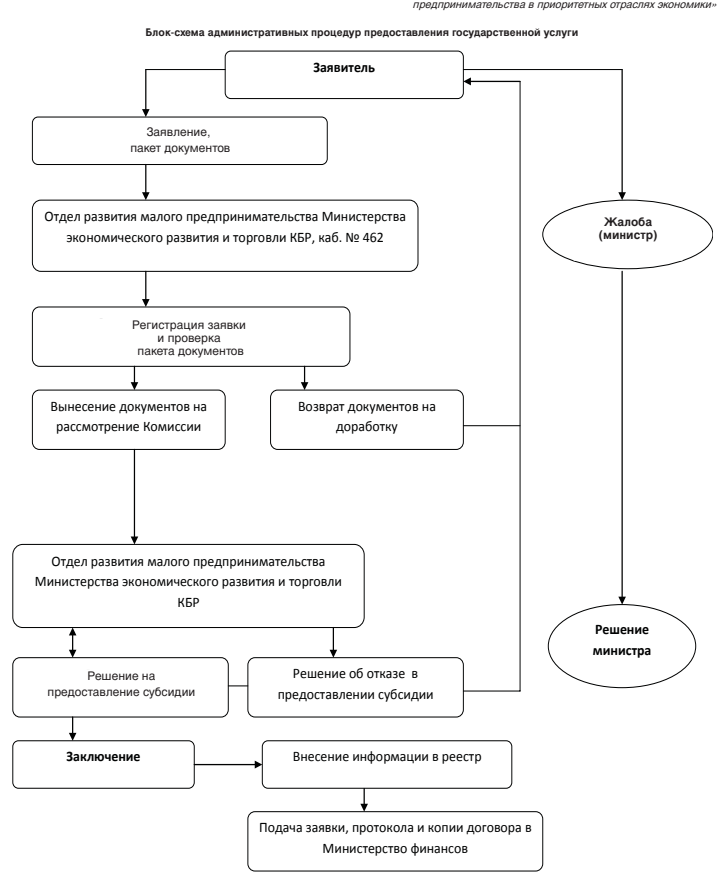 предпринимательства в приоритетных отраслях экономики»
Блок-схема административных процедур предоставления государственной услуги
Заявитель
Заявление,
пакет документов
Отдел развития малого предпринимательства Министерства
экономического развития и торговли КБР, каб. № 462
Жалоба
(министр)
Регистрация заявки
и проверка
пакета документов
Вынесение документов на
рассмотрение Комиссии
Возврат документов на
доработку
Отдел развития малого предпринимательства
Министерства экономического развития и торговли
КБР
Решение
министра
Решение на
предоставление субсидии
Решение об отказе в
предоставлении субсидии
Заключение
Внесение информации в реестр
Подача заявки, протокола и копии договора в
Министерство финансов